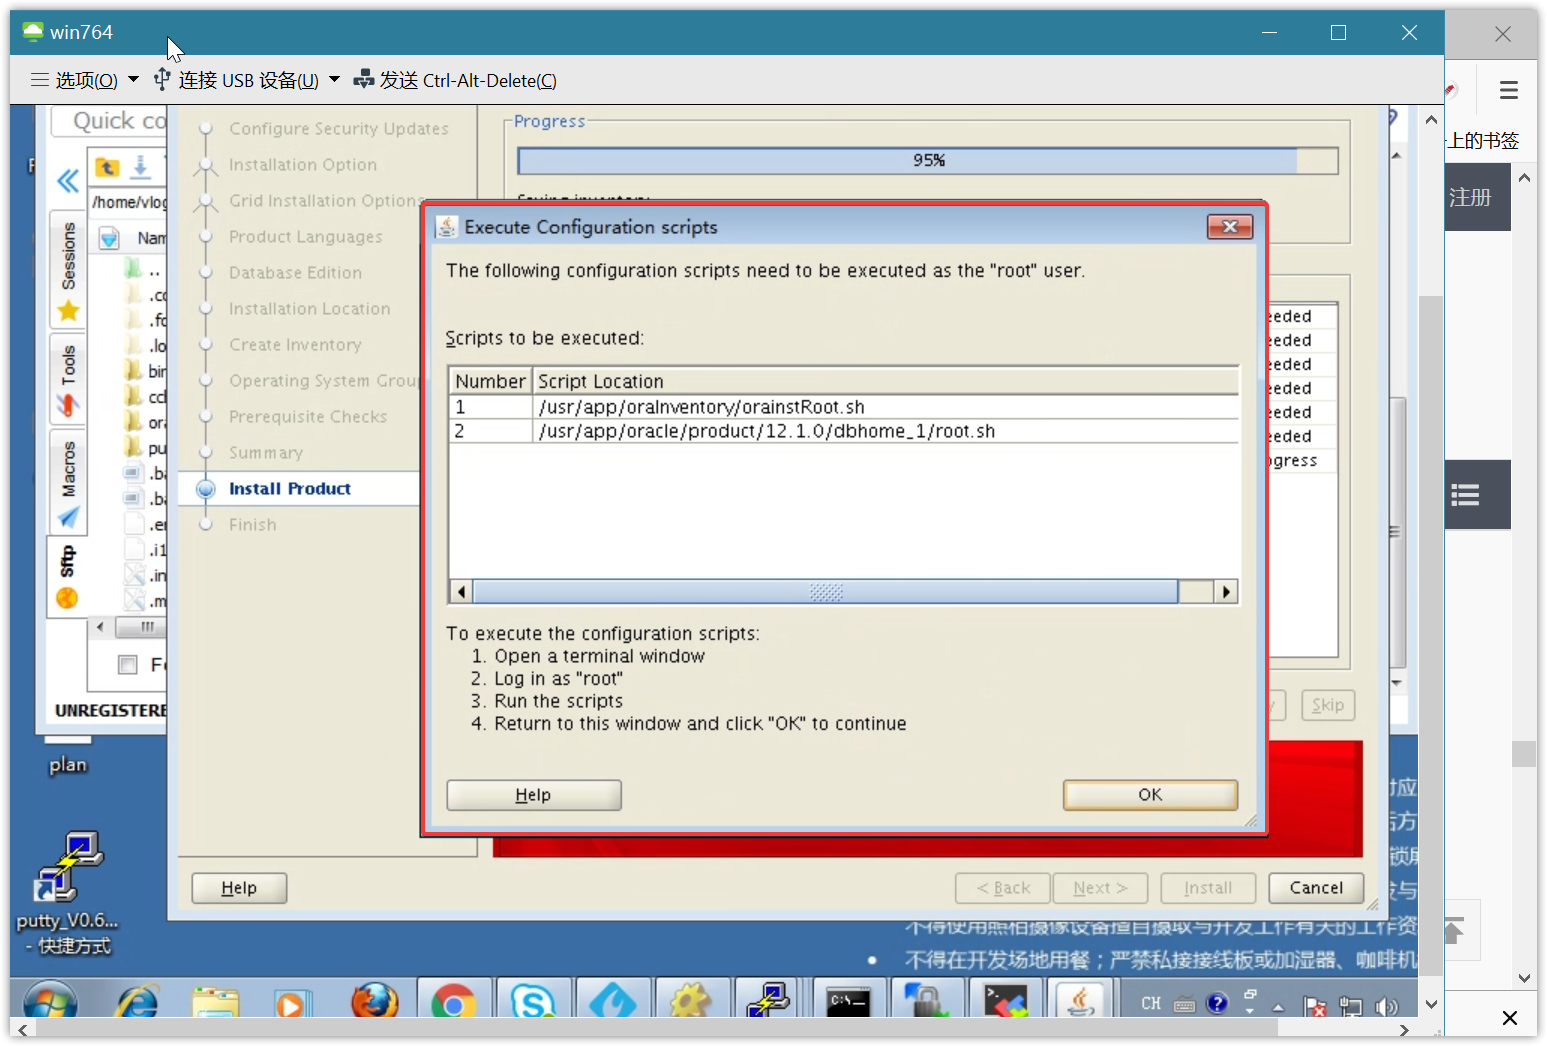 win764
选项(O) 连接 USB 设备(U) 发送 Ctrl-Alt-Delete(C)
上的书签
注册
Quick co
/home/vlog
Nam
Sessions
Tools
Macros
Sftp
..
.cc
.fo
.lo
bin
ccb
ora
pu
.ba
.ba
.en
.i1
.in
.m
Fo
UNREGISTERE
plan
putty_V0.6...
- 快捷方式
Configure Security Updates
Installation Option
Grid Installation Options
Product Languages
Database Edition
Installation Location
Create Inventory
Operating System Grou
Prerequisite Checks
Summary
Install Product
Finish
Progress
95%
Execute Configuration scripts
The following configuration scripts need to be executed as the "root" user.
Scripts to be executed:
Number Script Location
1 /usr/app/oraInventory/orainstRoot.sh
2 /usr/app/oracle/product/12.1.0/dbhome_1/root.sh
To execute the configuration scripts:
1. Open a terminal window
2. Log in as "root"
3. Run the scripts
4. Return to this window and click "OK" to continue
Help OK
eeded
eeded
eeded
eeded
eeded
eeded
ogress
Skip
Help < Back Next > Install Cancel
不得使用照相摄像设备擅自摄取与开发工作有关的工作资
• 不得在开发场地用餐；严禁私接接线板或加湿器、咖啡机
CH